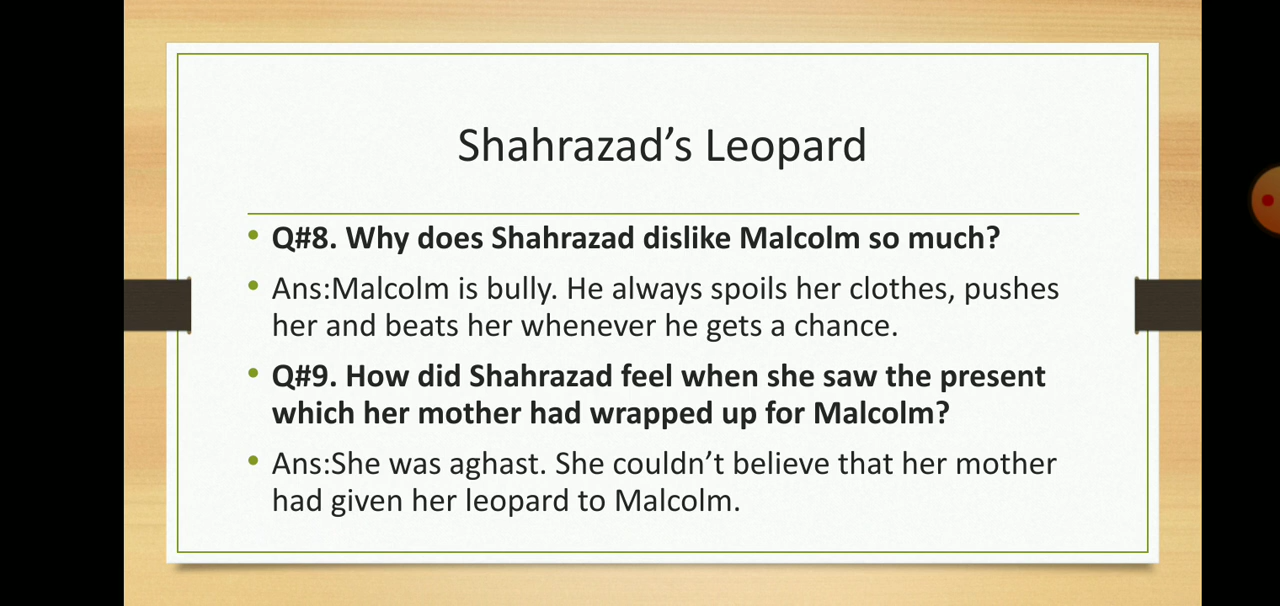 Shahrazad’s Leopard
• Q#8. Why does Shahrazad dislike Malcolm so much?
• Ans:Malcolm is bully. He always spoils her clothes, pushes
her and beats her whenever he gets a chance.
• Q#9. How did Shahrazad feel when she saw the present
which her mother had wrapped up for Malcolm?
• Ans:She was aghast. She couldn’t believe that her mother
had given her leopard to Malcolm.